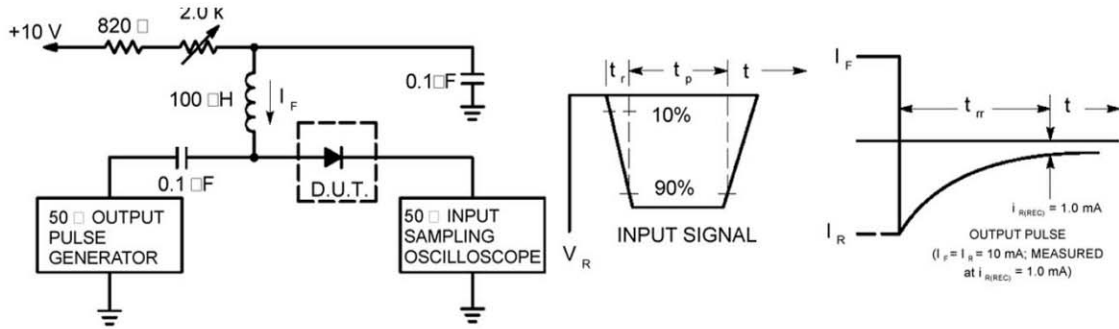 +10 V
820 □
2.0 k
100 □H
I F
0.1□F
0.1 □F
D.U.T.
50 □ OUTPUT
PULSE
GENERATOR
50 □ INPUT
SAMPLING
OSCILLOSCOPE
t r
t p
t
10%
90%
V R
INPUT SIGNAL
I F
t rr
t
I R
i R(REC) = 1.0 mA
OUTPUT PULSE
(I F = I R = 10 mA; MEASURED
at i R(REC) = 1.0 mA)